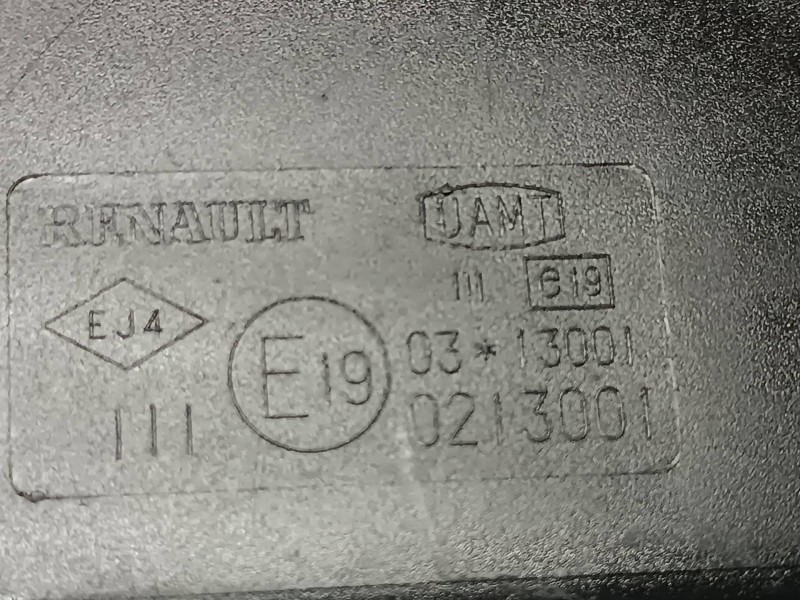 RENAULT UAMT
III e19
EJ4 03*13001
III E19 0213001